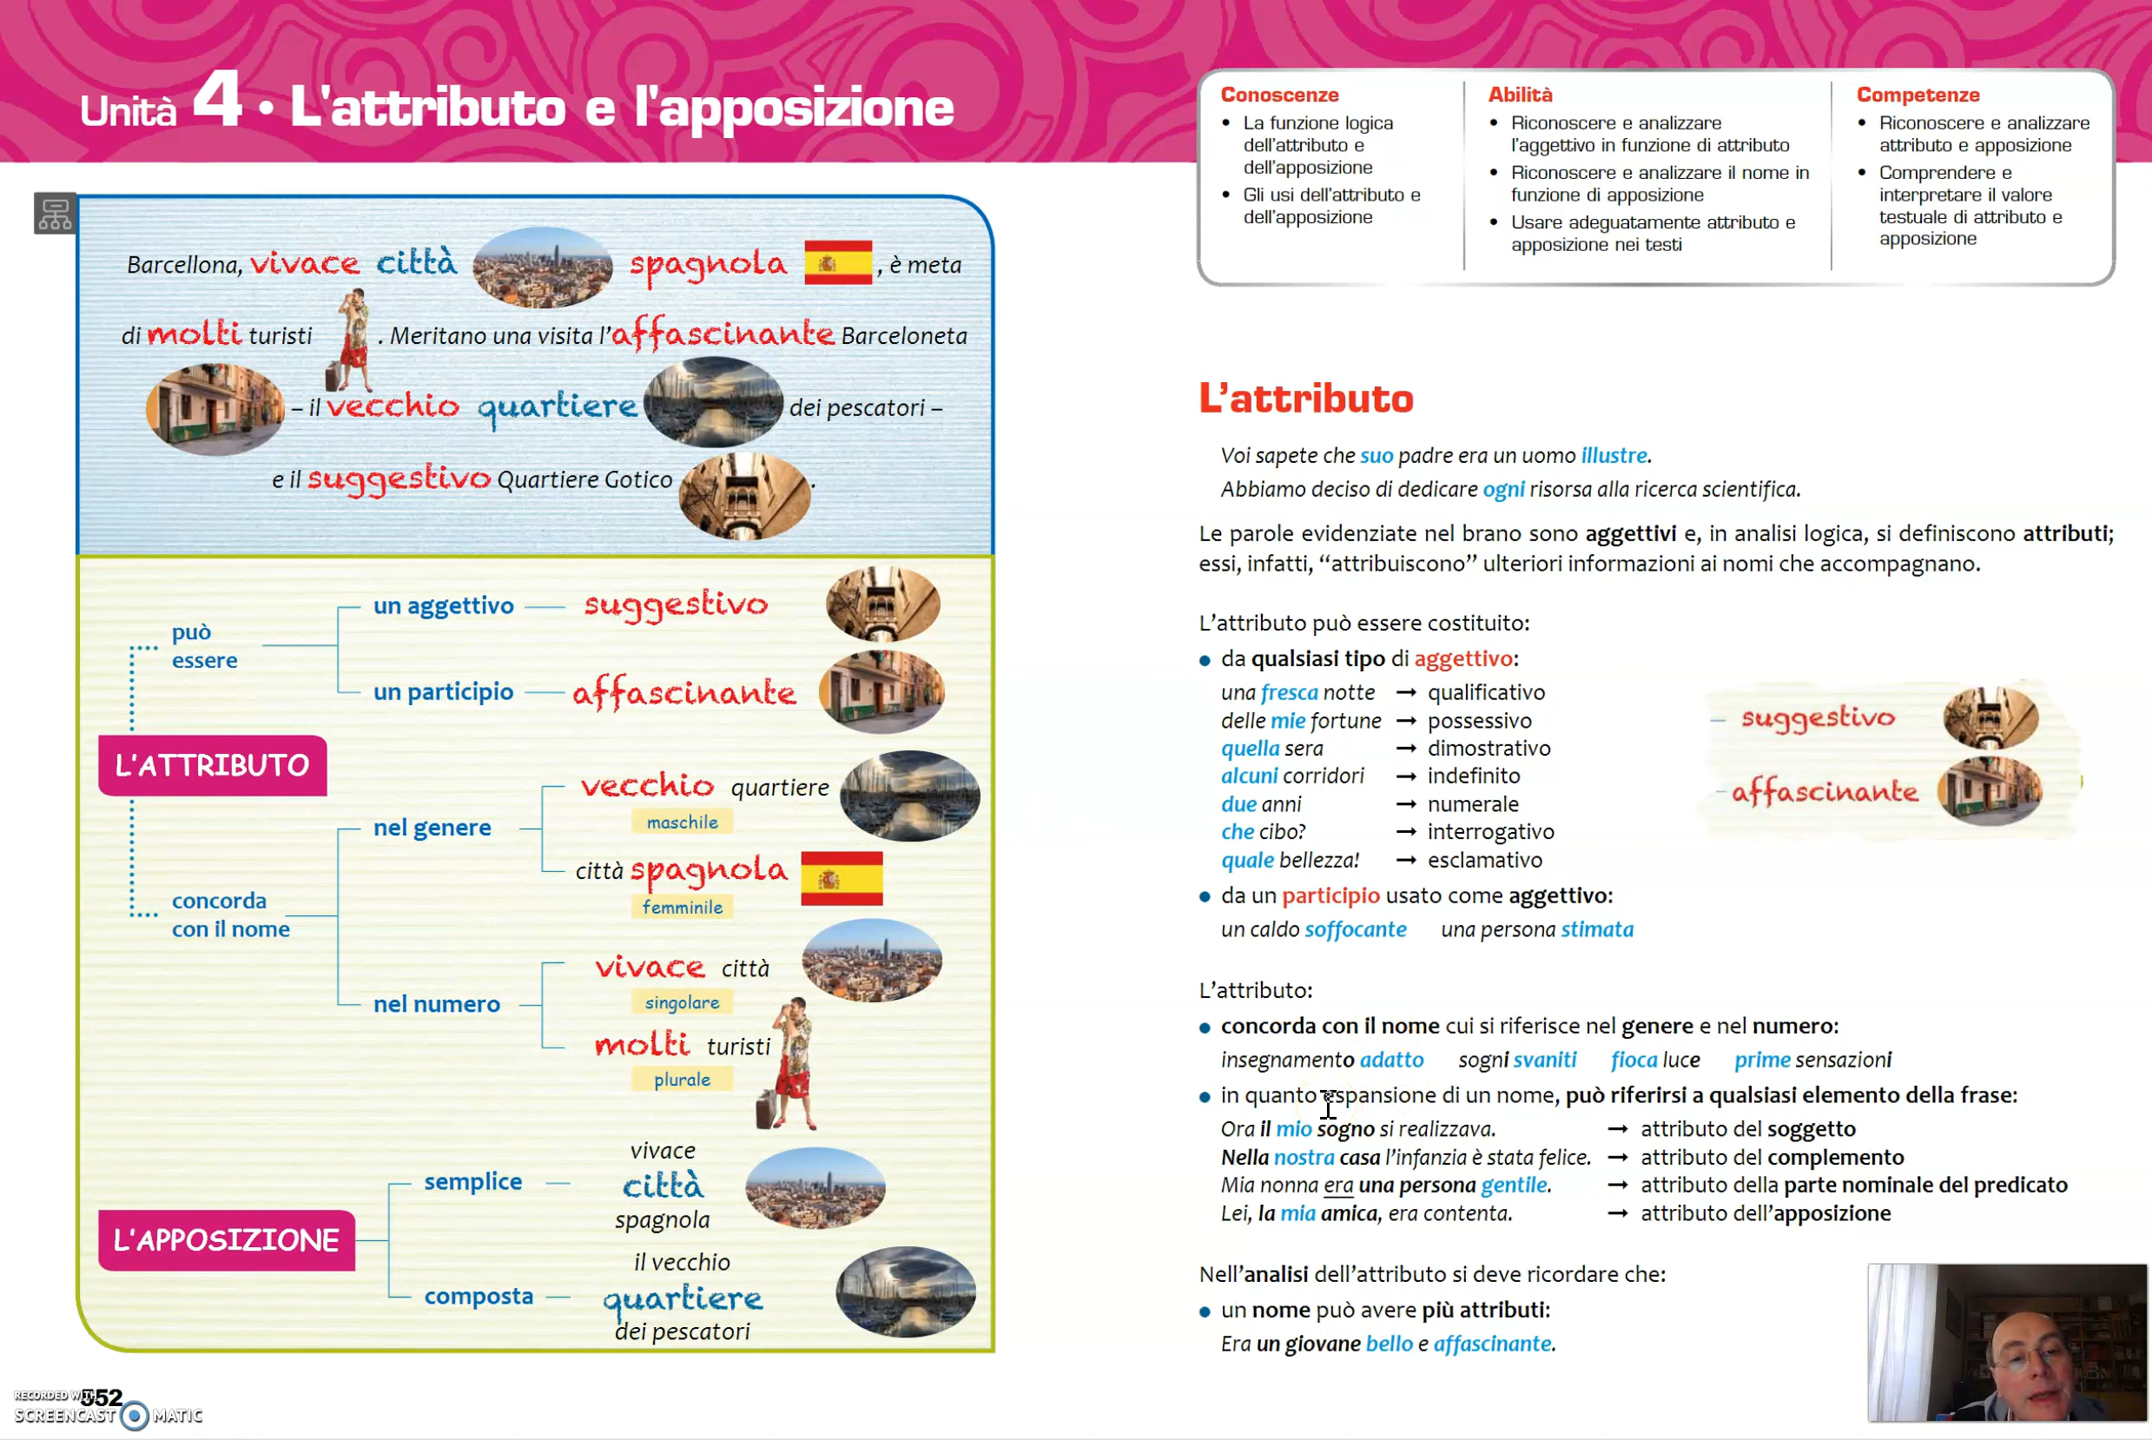 Unità 4 • L'attributo e l'apposizione
Conoscenze
• La funzione logica
dell'attributo e
dell'apposizione
• Gli usi dell'attributo e
dell'apposizione
Abilità
• Riconoscere e analizzare
l'aggettivo in funzione di attributo
• Riconoscere e analizzare il nome in
funzione di apposizione
• Usare adeguatamente attributo e
apposizione nei testi
Competenze
• Riconoscere e analizzare
attributo e apposizione
• Comprendere e
interpretare il valore
testuale di attributo e
apposizione
Barcellona, vivace città spagnola , è meta
di molti turisti . Meritano una visita l'affascinante Barceloneta
– il vecchio quartiere dei pescatori –
e il suggestivo Quartiere Gotico .
può
essere
un aggettivo
suggestivo
un participio
affascinante
L'ATTRIBUTO
concorda
con il nome
nel genere
vecchio quartiere
maschile
città spagnola
femminile
nel numero
vivace città
singolare
molti turisti
plurale
L'APPOSIZIONE
semplice
vivace
città
spagnola
composta
il vecchio
quartiere
dei pescatori
L'attributo
Voi sapete che suo padre era un uomo illustre.
Abbiamo deciso di dedicare ogni risorsa alla ricerca scientifica.
Le parole evidenziate nel brano sono aggettivi e, in analisi logica, si definiscono attributi;
essi, infatti, “attribuiscono” ulteriori informazioni ai nomi che accompagnano.
L'attributo può essere costituito:
• da qualsiasi tipo di aggettivo:
una fresca notte → qualificativo
delle mie fortune → possessivo
quella sera → dimostrativo
alcuni corridori → indefinito
due anni → numerale
che cibo? → interrogativo
quale bellezza! → esclamativo
suggestivo
affascinante
• da un participio usato come aggettivo:
un caldo soffocante una persona stimata
L'attributo:
• concorda con il nome cui si riferisce nel genere e nel numero:
insegnamento adatto sogni svaniti fioca luce prime sensazioni
• in quanto espansione di un nome, può riferirsi a qualsiasi elemento della frase:
Ora il mio sogno si realizzava. → attributo del soggetto
Nella nostra casa l'infanzia è stata felice. → attributo del complemento
Mia nonna era una persona gentile. → attributo della parte nominale del predicato
Lei, la mia amica, era contenta. → attributo dell'apposizione
Nell'analisi dell'attributo si deve ricordare che:
• un nome può avere più attributi:
Era un giovane bello e affascinante.
552
RECORDED WITH
SCREENCAST MATIC